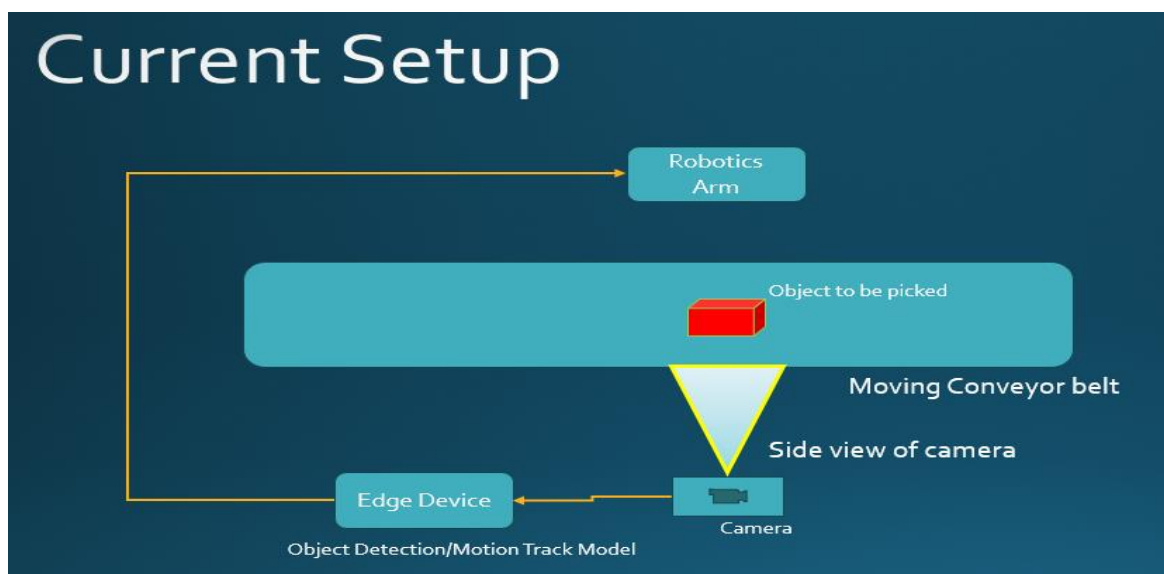 Current Setup
Robotics
Arm
Object to be picked
Moving Conveyor belt
Side view of camera
Edge Device
Camera
Object Detection/Motion Track Model